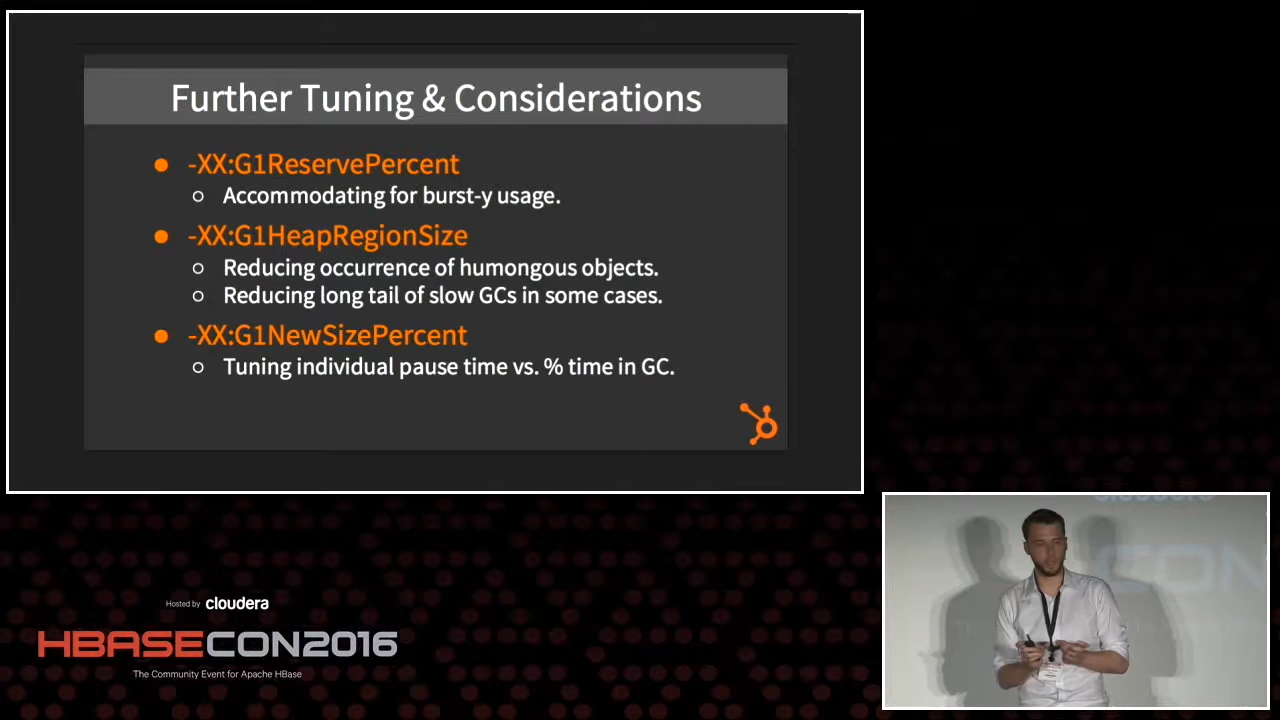 Further Tuning & Considerations
-XX:G1ReservePercent
Accommodating for burst-y usage.
-XX:G1HeapRegionSize
Reducing occurrence of humongous objects.
Reducing long tail of slow GCs in some cases.
-XX:G1NewSizePercent
Tuning individual pause time vs. % time in GC.
Hosted by cloudera
HBASECON2016
The Community Event for Apache HBase
CON